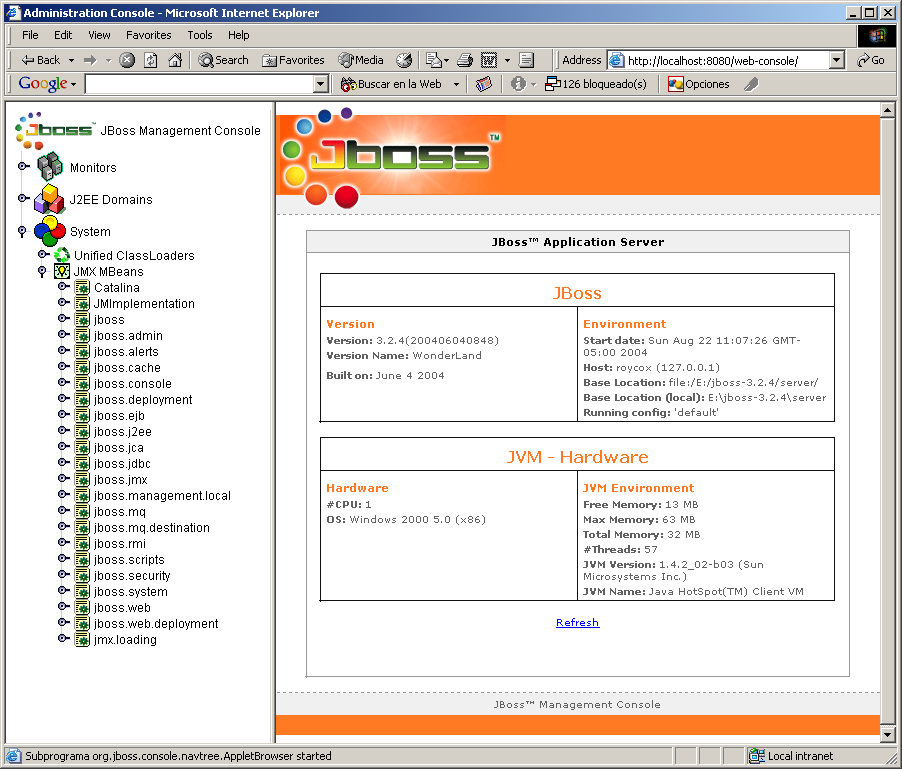 Administration Console - Microsoft Internet Explorer
File Edit View Favorites Tools Help
Back Search Favorites Media Address http://localhost:8080/web-console/ Go
Google Buscar en la Web 126 bloqueado(s) Opciones
Jboss™ JBoss Management Console
Monitors
J2EE Domains
System
Unified ClassLoaders
JMX MBeans
Catalina
JMImplementation
jboss
jboss.admin
jboss.alerts
jboss.cache
jboss.console
jboss.deployment
jboss.ejb
jboss.j2ee
jboss.jca
jboss.jdbc
jboss.jmx
jboss.management.local
jboss.mq
jboss.mq.destination
jboss.rmi
jboss.scripts
jboss.security
jboss.system
jboss.web
jboss.web.deployment
jmx.loading
Jboss™
JBoss™ Application Server
JBoss
Version
Version: 3.2.4(200406040848)
Version Name: WonderLand
Built on: June 4 2004
Environment
Start date: Sun Aug 22 11:07:26 GMT-
05:00 2004
Host: roycox (127.0.0.1)
Base Location: file:/E:/jboss-3.2.4/server/
Base Location (local): E:\jboss-3.2.4\server
Running config: 'default'
JVM - Hardware
Hardware
#CPU: 1
OS: Windows 2000 5.0 (x86)
JVM Environment
Free Memory: 13 MB
Max Memory: 63 MB
Total Memory: 32 MB
#Threads: 57
JVM Version: 1.4.2_02-b03 (Sun
Microsystems Inc.)
JVM Name: Java HotSpot(TM) Client VM
Refresh
JBoss™ Management Console
Subprograma org.jboss.console.navtree.AppletBrowser started
Local intranet